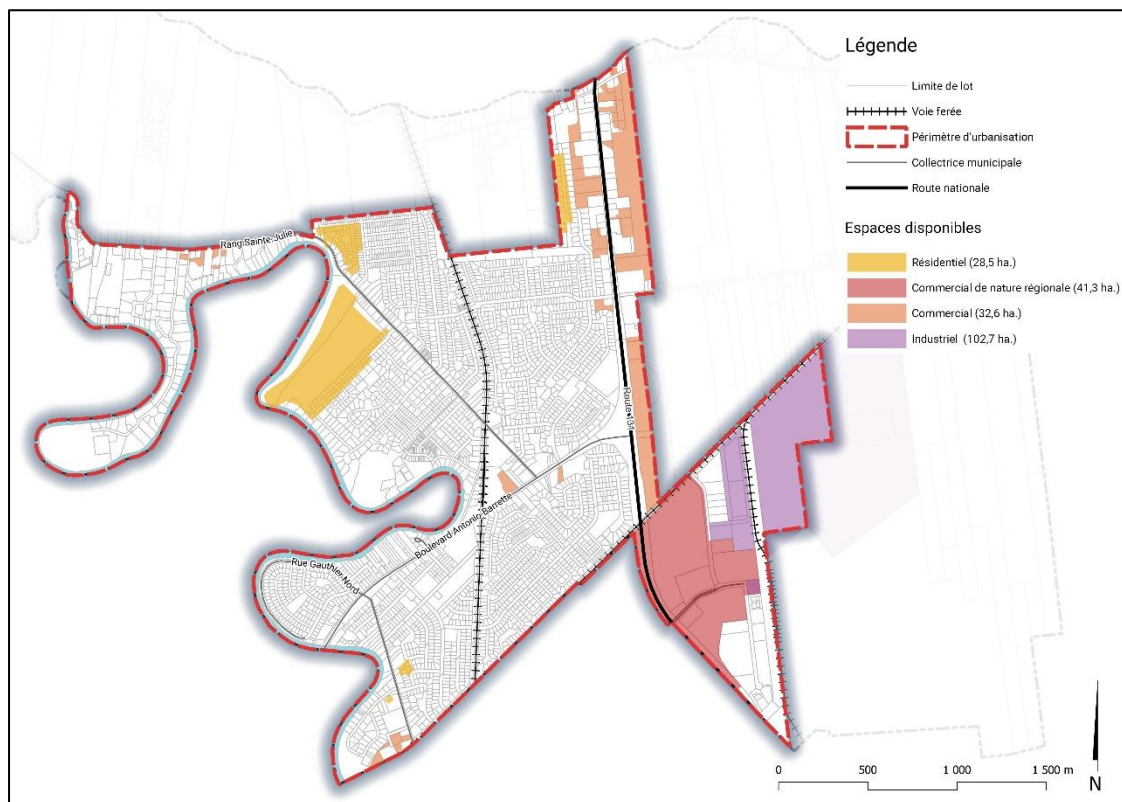 Légende
Limite de lot
Voie ferée
Périmètre d'urbanisation
Collectrice municipale
Route nationale
Espaces disponibles
Résidentiel (28,5 ha.)
Commercial de nature régionale (41,3 ha.)
Commercial (32,6 ha.)
Industriel (102,7 ha.)
Rang Sainte-Julie
Route 131
Boulevard Antonio-Barrette
Rue Gauthier Nord
0 500 1 000 1 500 m
N